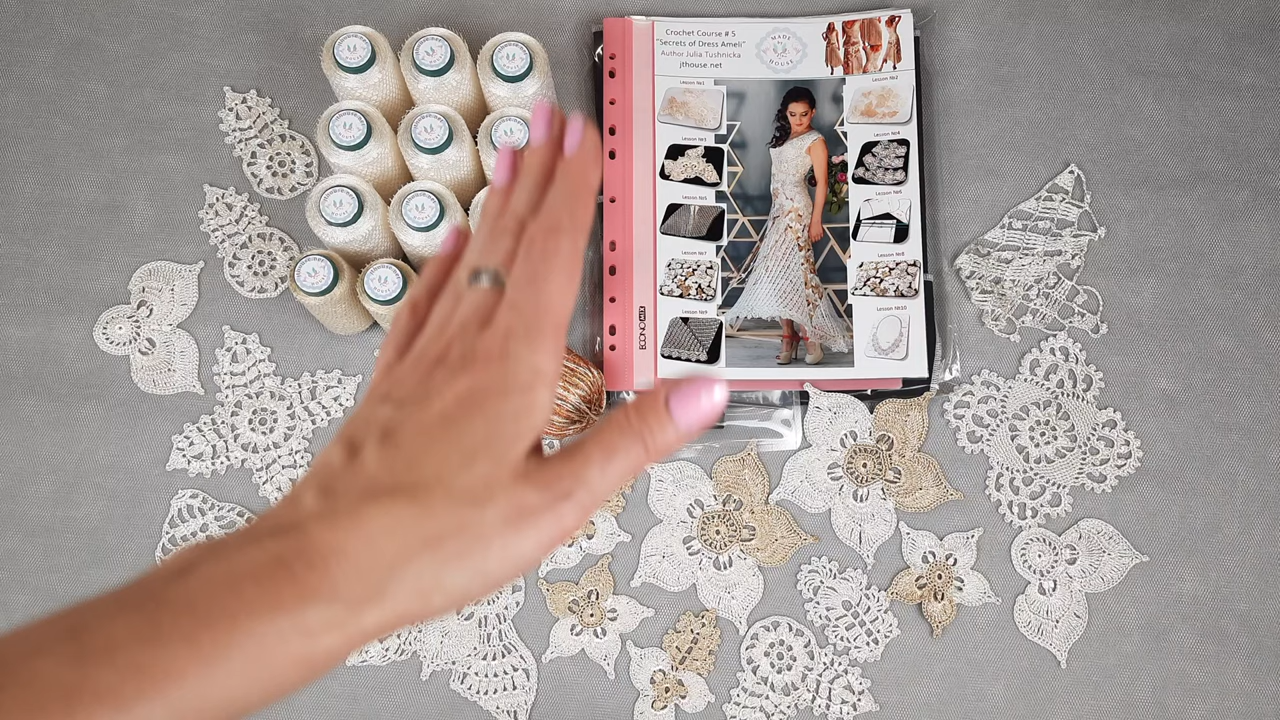 Crochet Course # 5
"Secrets of Dress Ameli"
Author Julia Tushnicka
jthouse.net
MADE
HOUSE
Lesson №1
Lesson №2
Lesson №3
Lesson №4
Lesson №5
Lesson №6
Lesson №7
Lesson №8
Lesson №9
Lesson №10
ECONOMIX